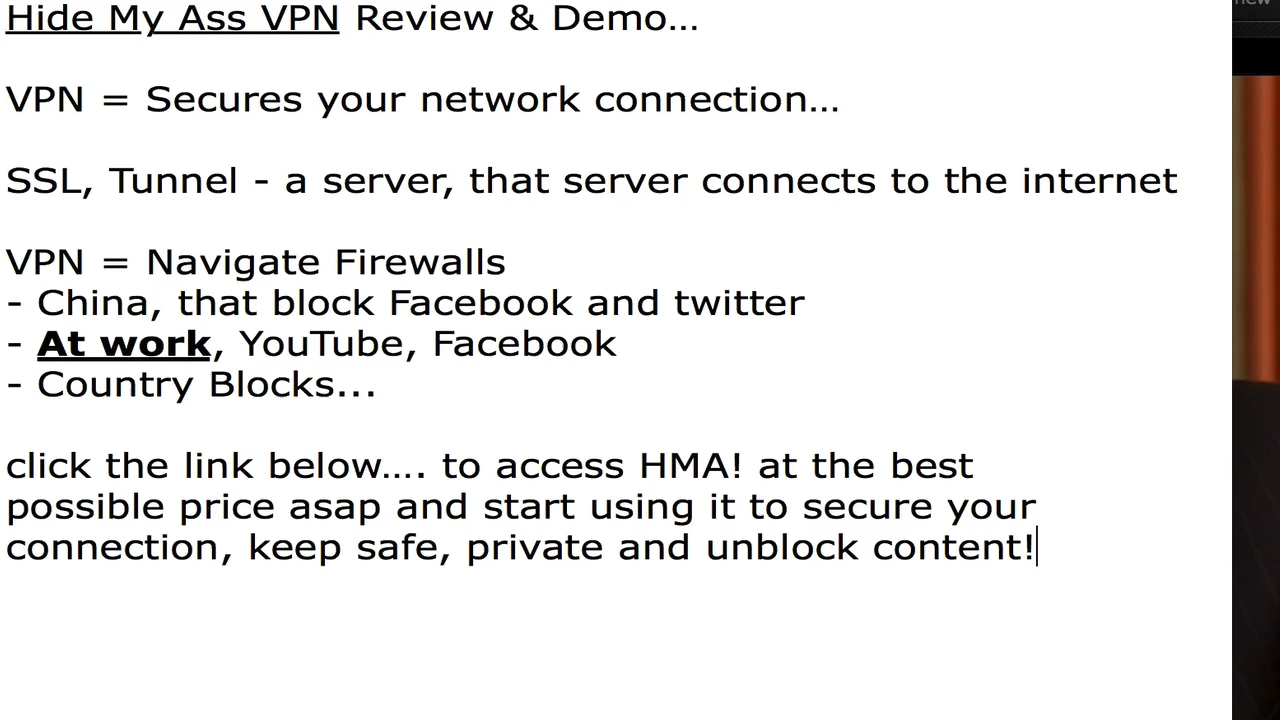 Hide My Ass VPN Review & Demo...
VPN = Secures your network connection...
SSL, Tunnel - a server, that server connects to the internet
VPN = Navigate Firewalls
- China, that block Facebook and twitter
- At work, YouTube, Facebook
- Country Blocks...
click the link below.... to access HMA! at the best
possible price asap and start using it to secure your
connection, keep safe, private and unblock content!